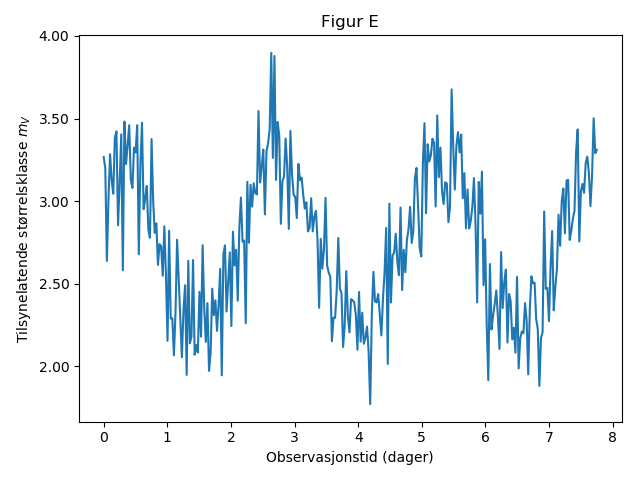 Figur E
Tilsynelatende størrelsklasse m_V
4.00
3.50
3.00
2.50
2.00
0 1 2 3 4 5 6 7 8
Observasjonstid (dager)